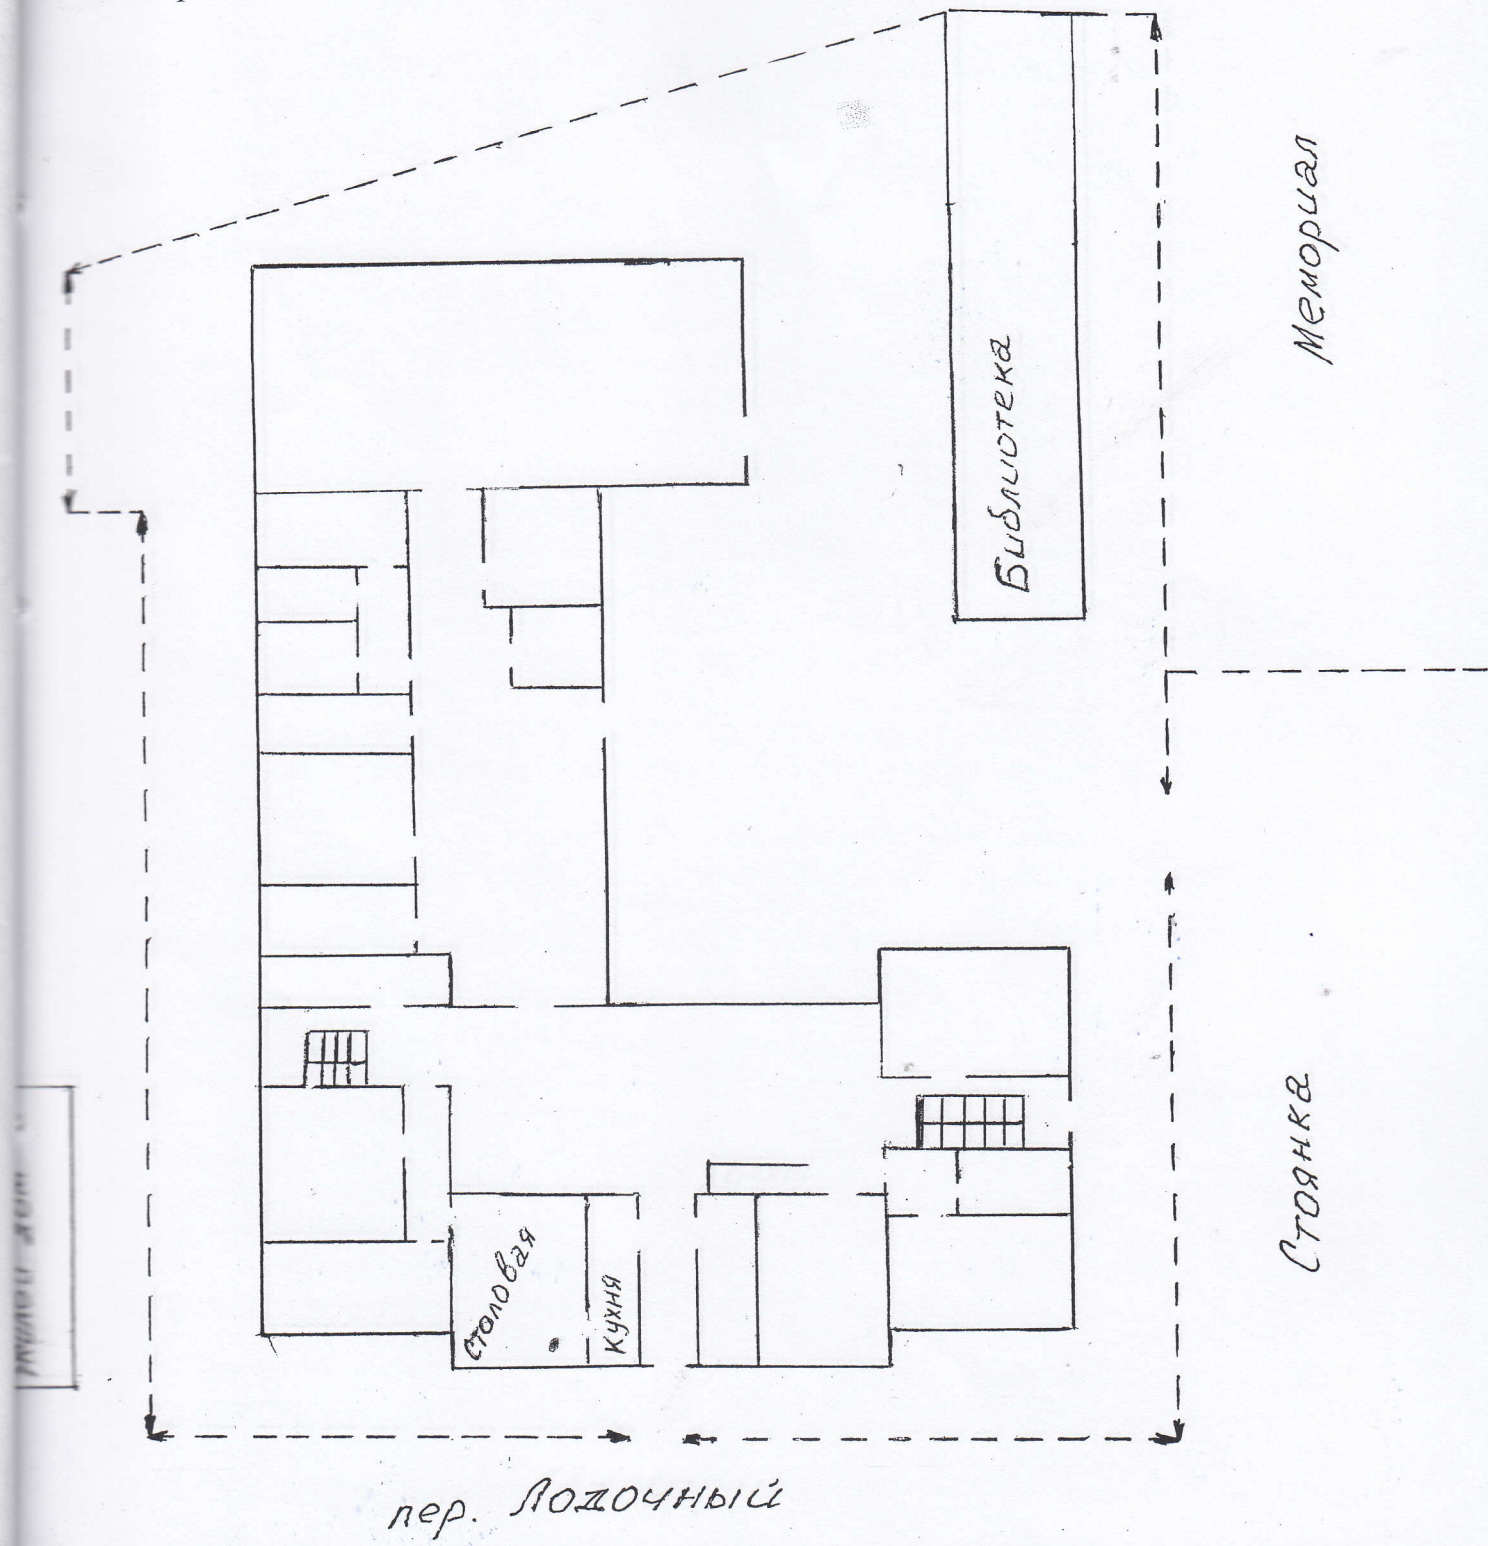 Мемориал
Библиотека
Стоянка
Столовая
Кухня
пер. Лодочный